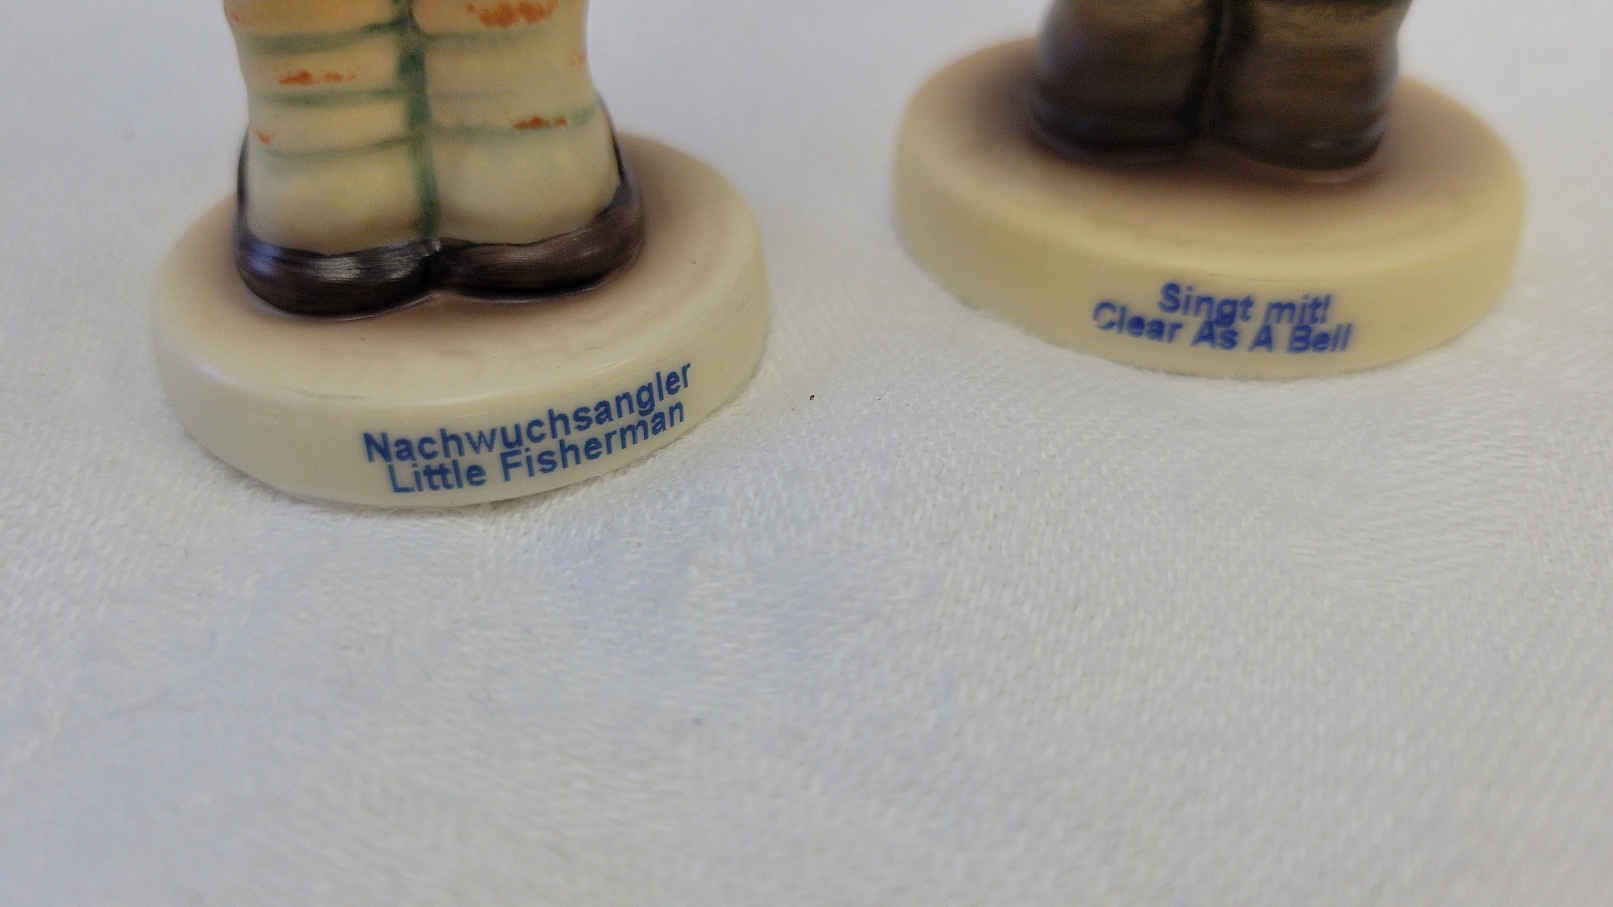 Nachwuchsangler
Little Fisherman
Singt mit!
Clear As A Bell